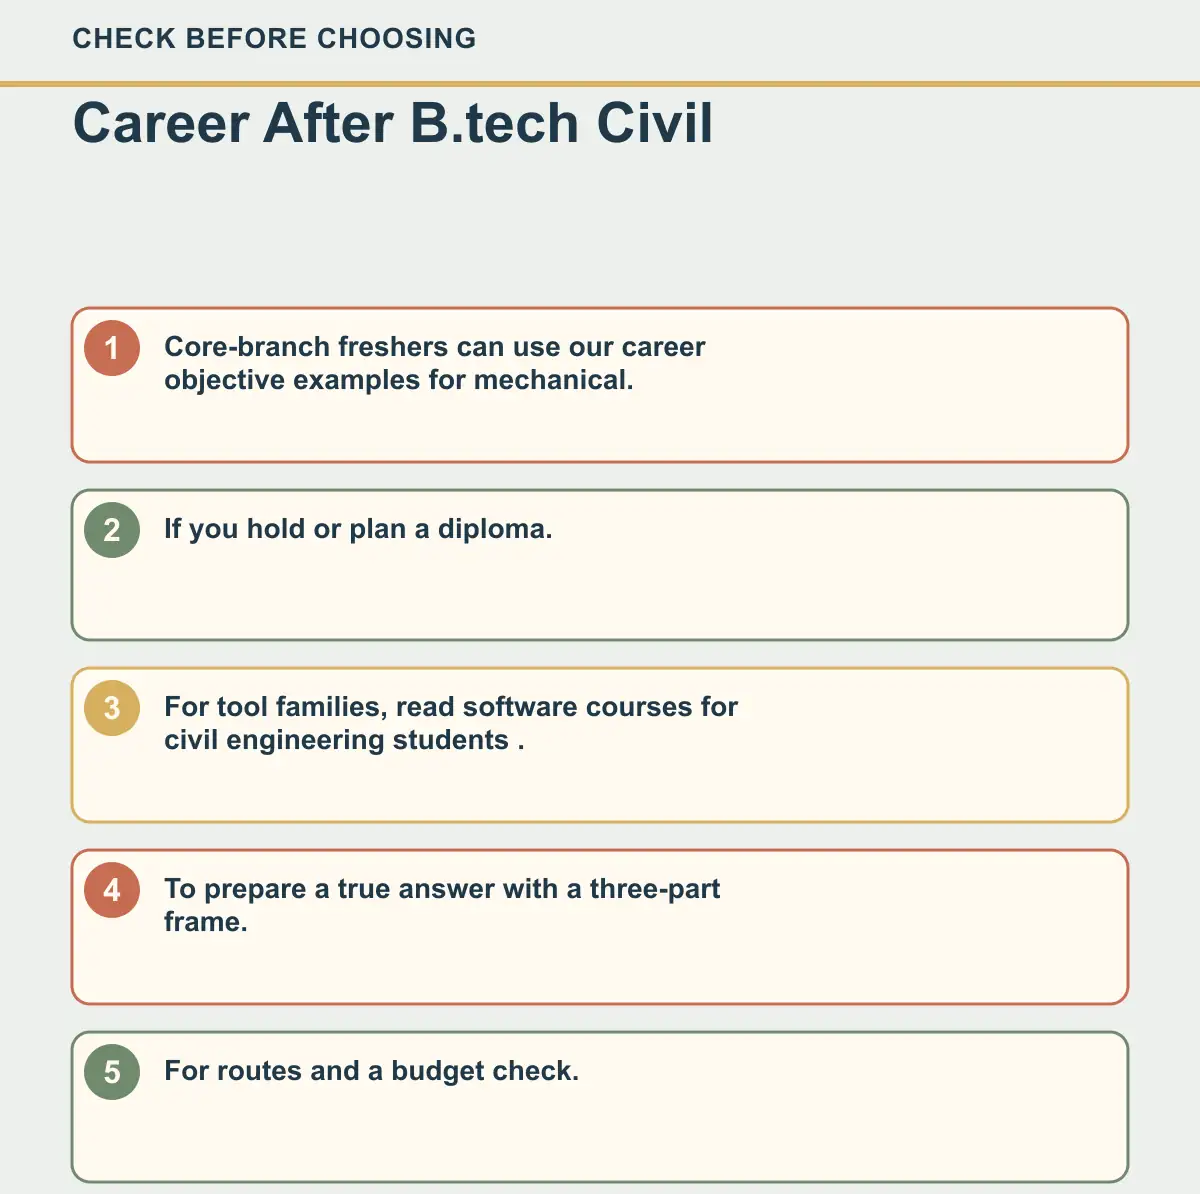 CHECK BEFORE CHOOSING
Career After B.tech Civil
1
Core-branch freshers can use our career
objective examples for mechanical.
2
If you hold or plan a diploma.
3
For tool families, read software courses for
civil engineering students .
4
To prepare a true answer with a three-part
frame.
5
For routes and a budget check.